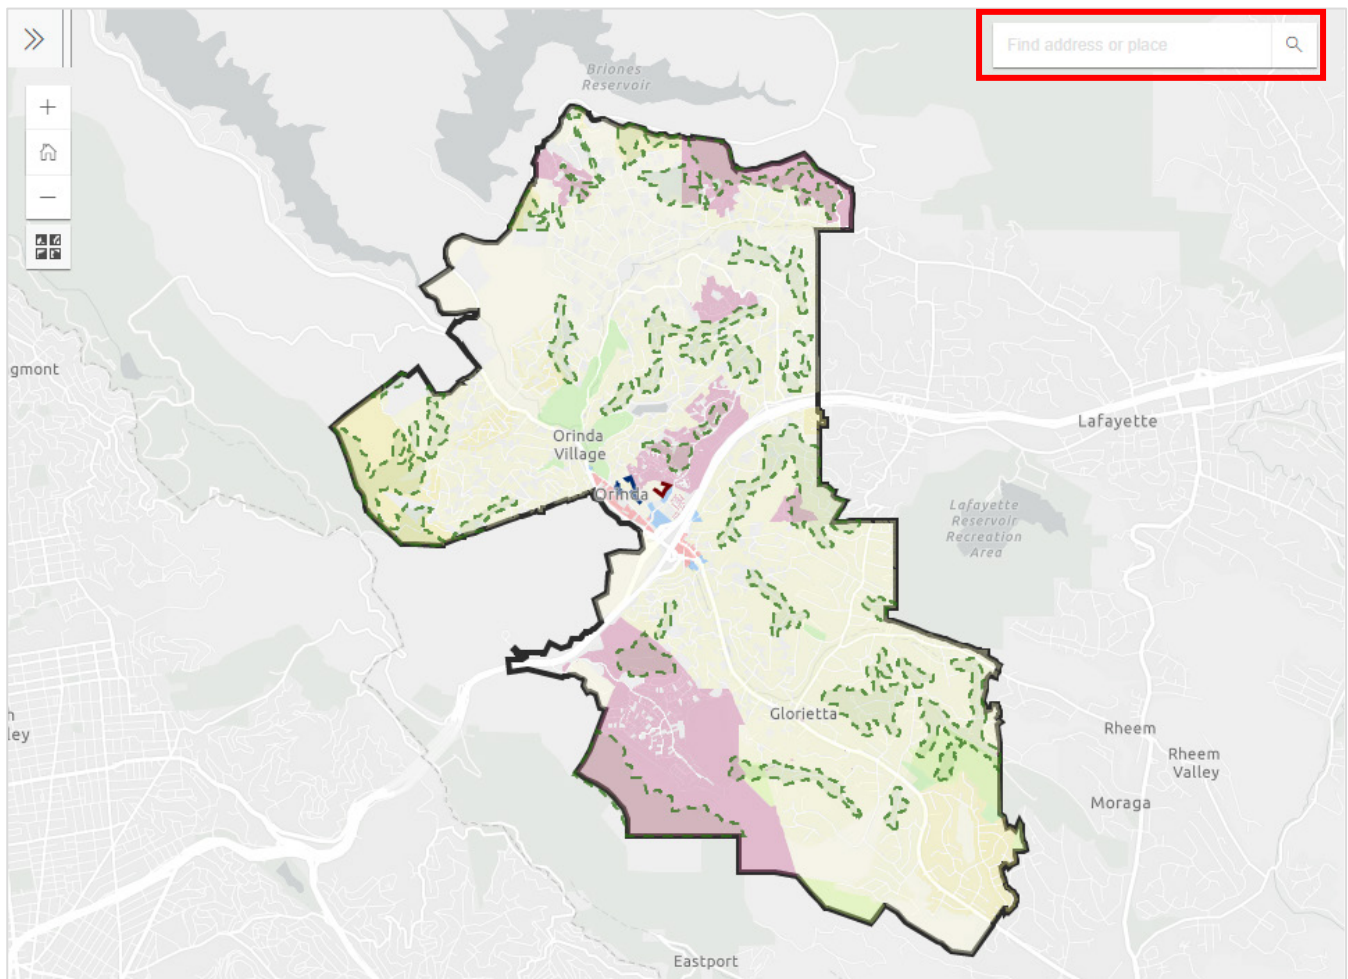 Find address or place
Briones
Reservoir
gmont
Lafayette
Orinda
Village
Orinda
Lafayette
Reservoir
Recreation
Area
Glorietta
h
ley
Rheem
Rheem
Valley
Moraga
Eastport